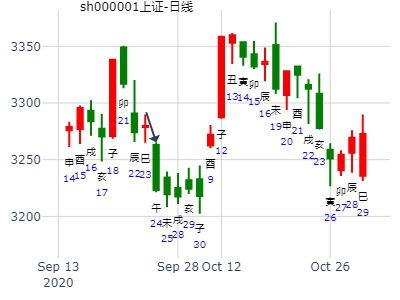 sh000001上证-日线
3350
3300
3250
3200
申
14
酉
15
戌
16
亥
17
子
18
卯
21
辰
22
巳
23
午
24
未
25
戌
28
亥
29
子
30
酉
9
子
12
丑
13
寅
14
卯
15
辰
16
未
19
申
20
酉
21
戌
22
亥
23
寅
26
卯
27
辰
28
巳
29
Sep 13
2020
Sep 28
Oct 12
Oct 26